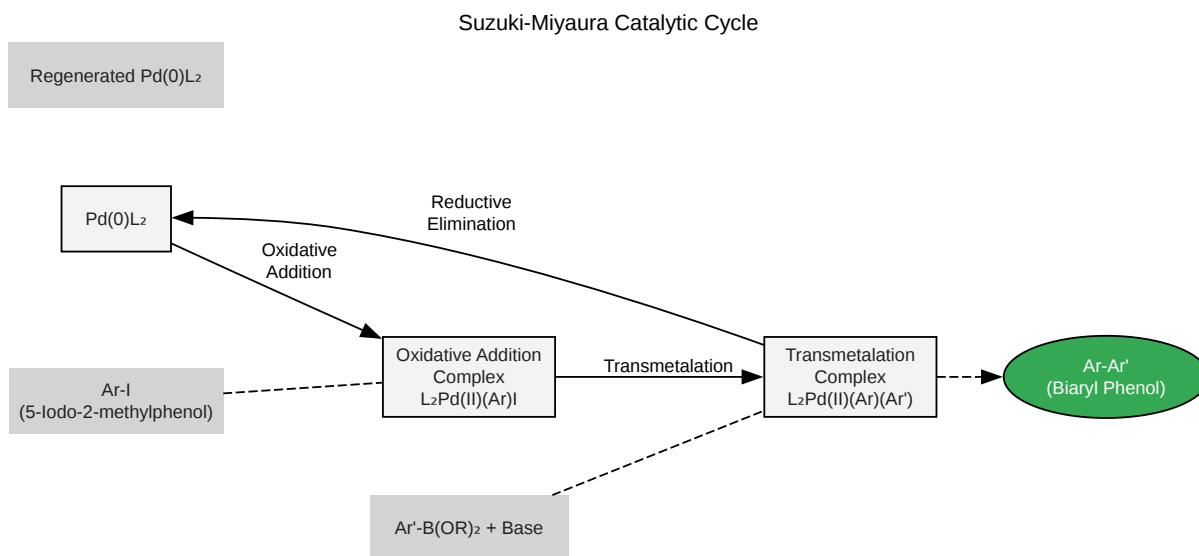 Suzuki-Miyaura Catalytic Cycle
Regenerated Pd(0)L₂
Pd(0)L₂
Reductive
Elimination
Oxidative
Addition
Oxidative Addition
Complex
L₂Pd(II)(Ar)I
Transmetalation
Transmetalation
Complex
L₂Pd(II)(Ar)(Ar')
Ar-Ar'
(Biaryl Phenol)
Ar-I
(5-Iodo-2-methylphenol)
Ar'-B(OR)₂ + Base